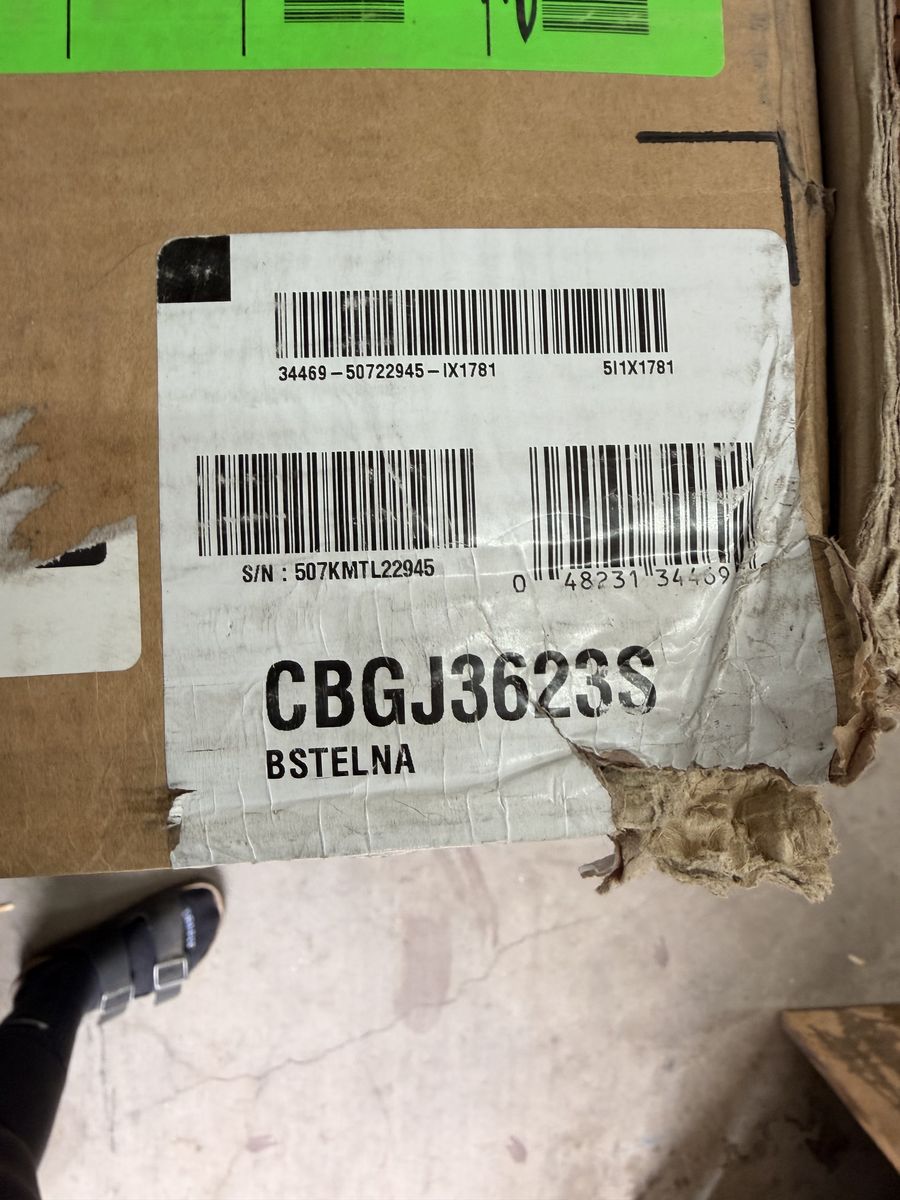 34469-50722945-IX1781 5I1X1781
S/N : 507KMTL22945
0 48231 34469
CBGJ3623S
BSTELNA